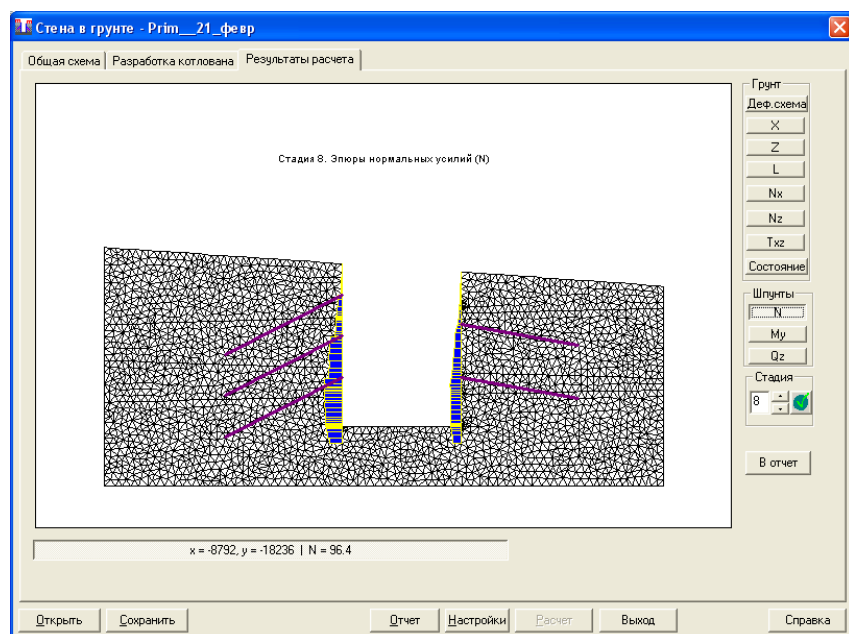 Стена в грунте - Prim__21_февр
Общая схема
Разработка котлована
Результаты расчета
Стадия 8. Эпюры нормальных усилий (N)
Грунт
Деф.схема
X
Z
L
Nx
Nz
Txz
Состояние
Шпунты
N
My
Qz
Стадия
8
В отчет
x = -8792, y = -18236 | N = 96.4
Открыть
Сохранить
Отчет
Настройки
Расчет
Выход
Справка